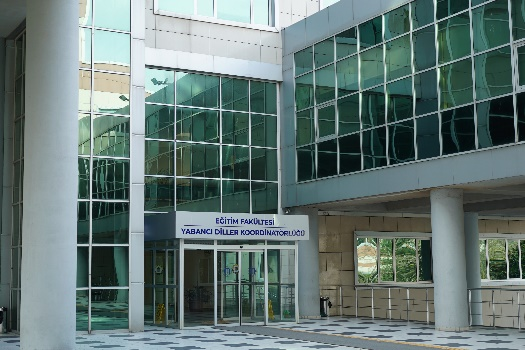 EĞİTİM FAKÜLTESİ
YABANCI DİLLER KOORDİNATÖRLÜĞÜ